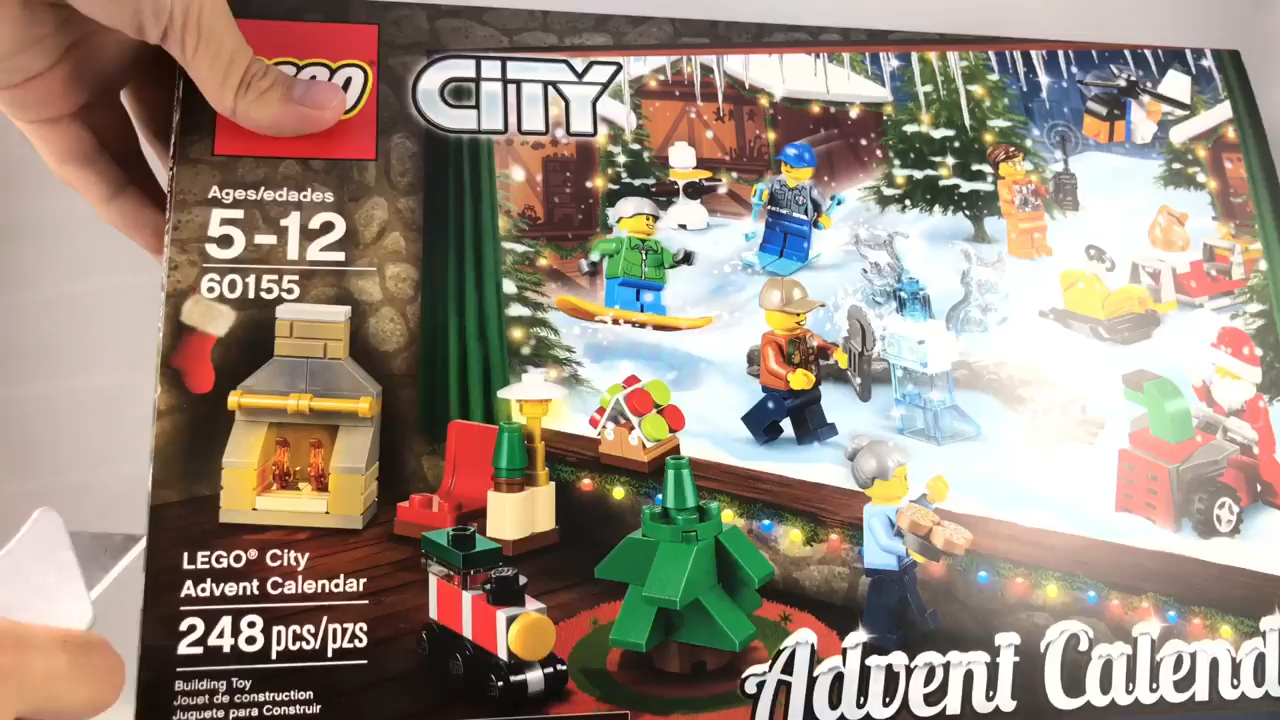 LEGO
CiTY
Ages/edades
5-12
60155
LEGO® City
Advent Calendar
248 pcs/pzs
Building Toy
Jouet de construction
Juguete para Construir
Advent Calend